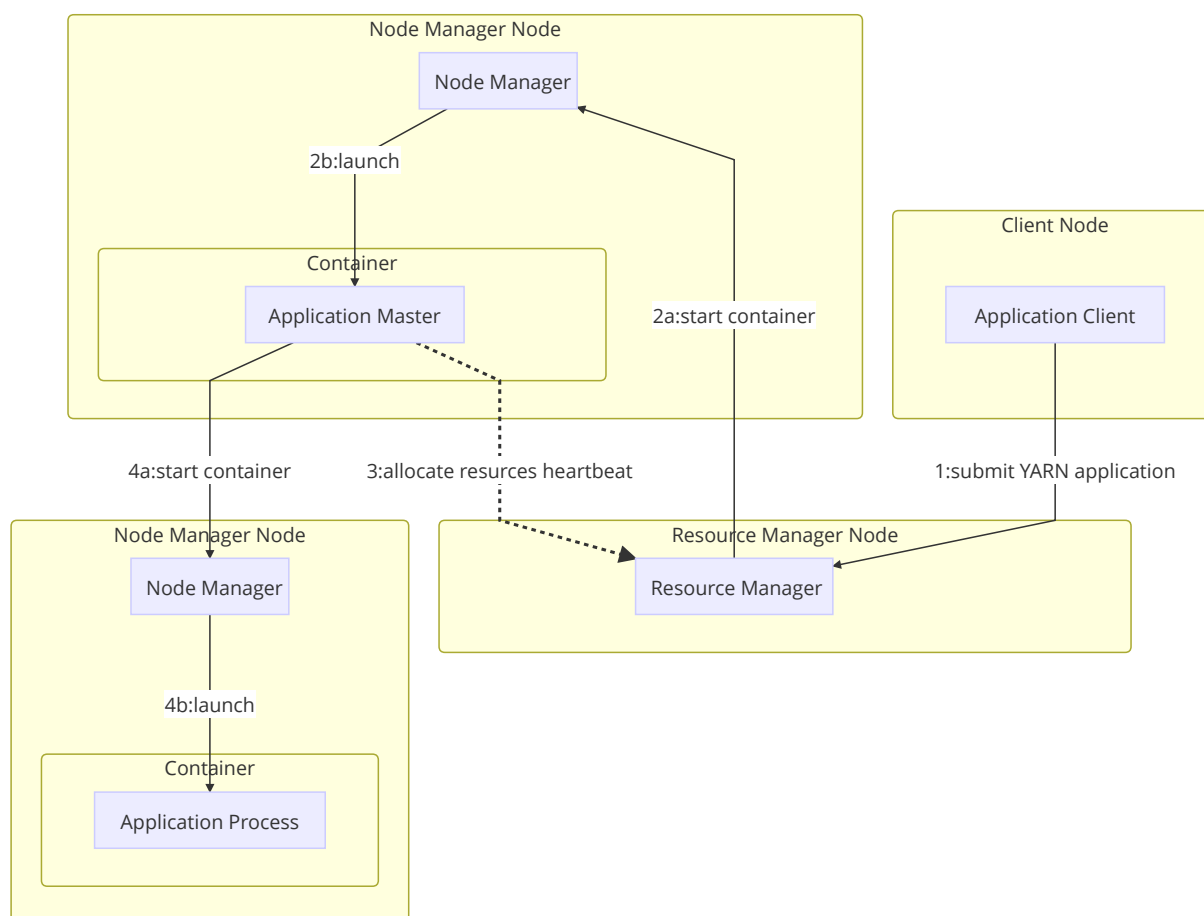 Node Manager Node
Node Manager
2b:launch
Client Node
Container
Application Master
2a:start container
Application Client
4a:start container
3:allocate resurces heartbeat
1:submit YARN application
Node Manager Node
Resource Manager Node
Node Manager
Resource Manager
4b:launch
Container
Application Process